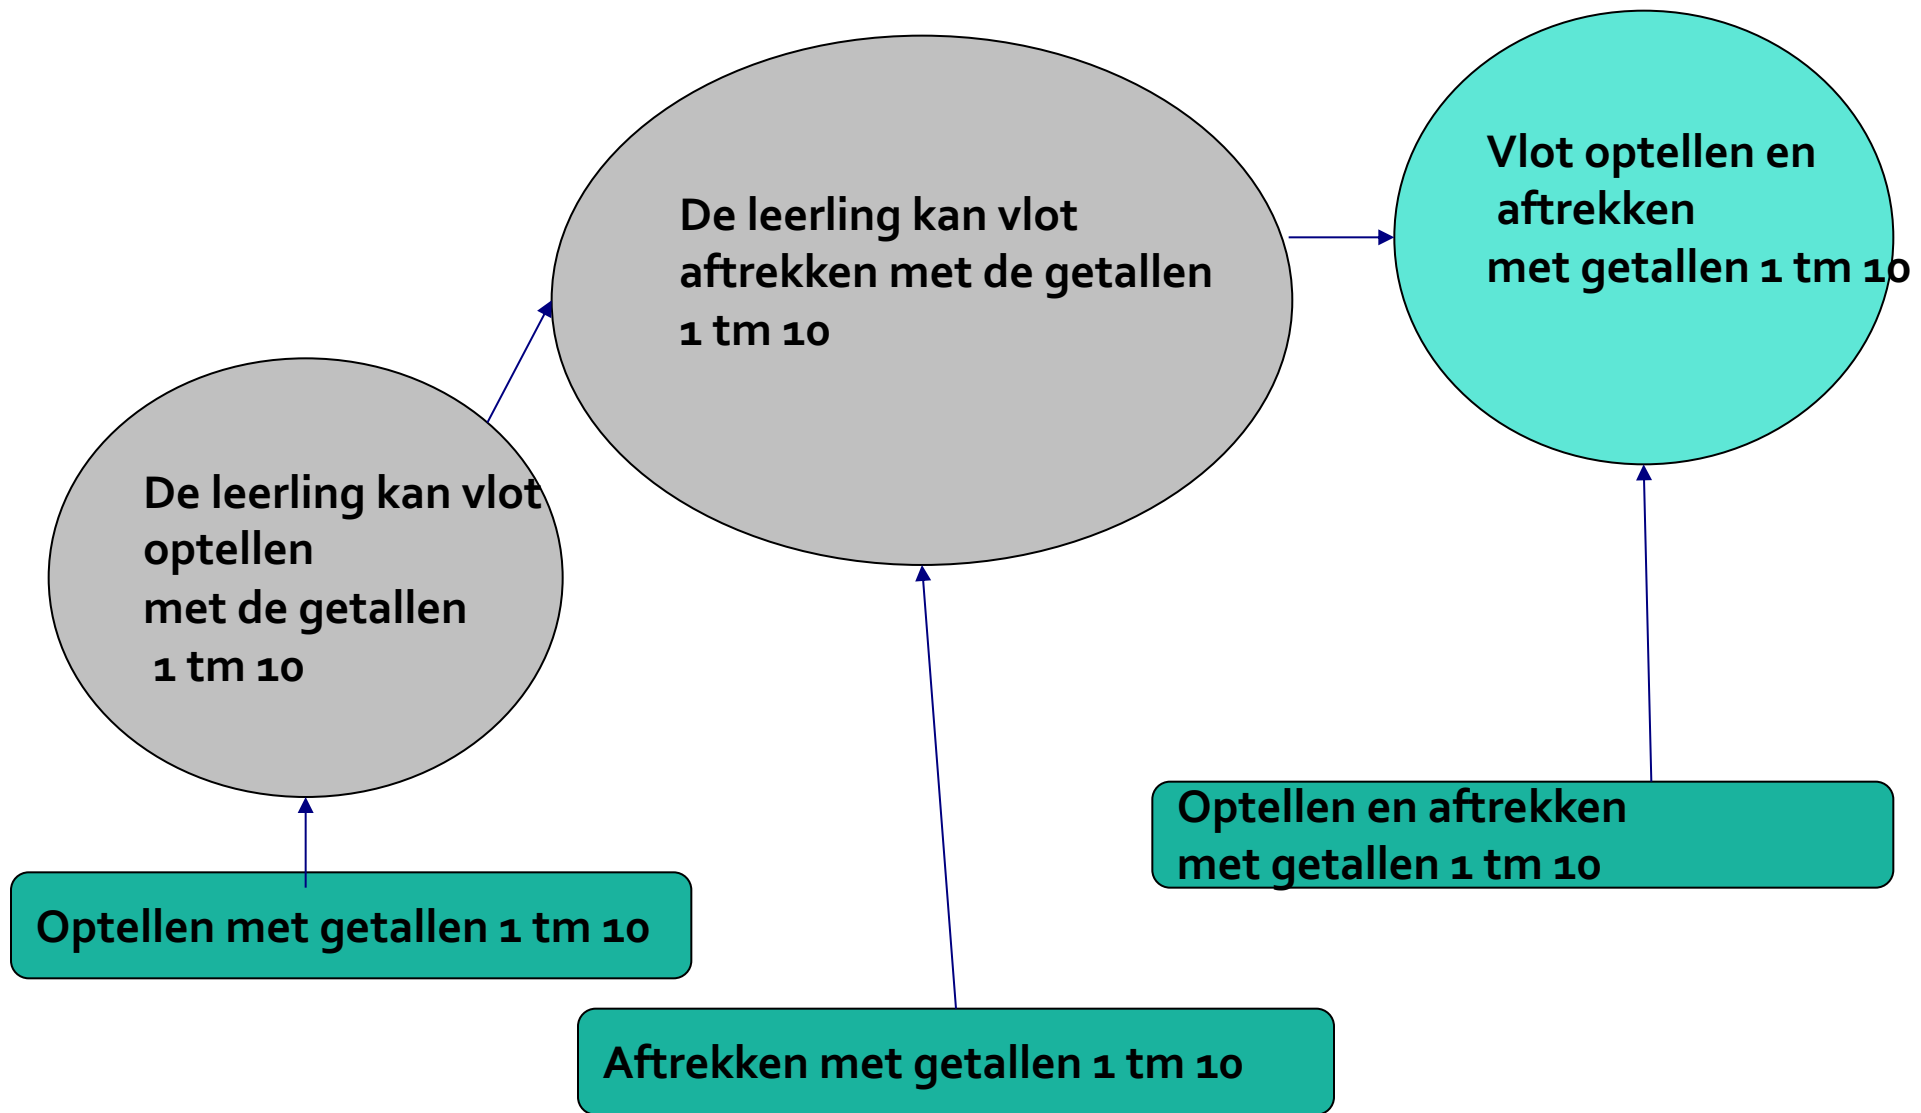 De leerling kan vlot
optellen
met de getallen
1 tm 10
De leerling kan vlot
aftrekken met de getallen
1 tm 10
Vlot optellen en
aftrekken
met getallen 1 tm 10
Optellen met getallen 1 tm 10
Aftrekken met getallen 1 tm 10
Optellen en aftrekken
met getallen 1 tm 10